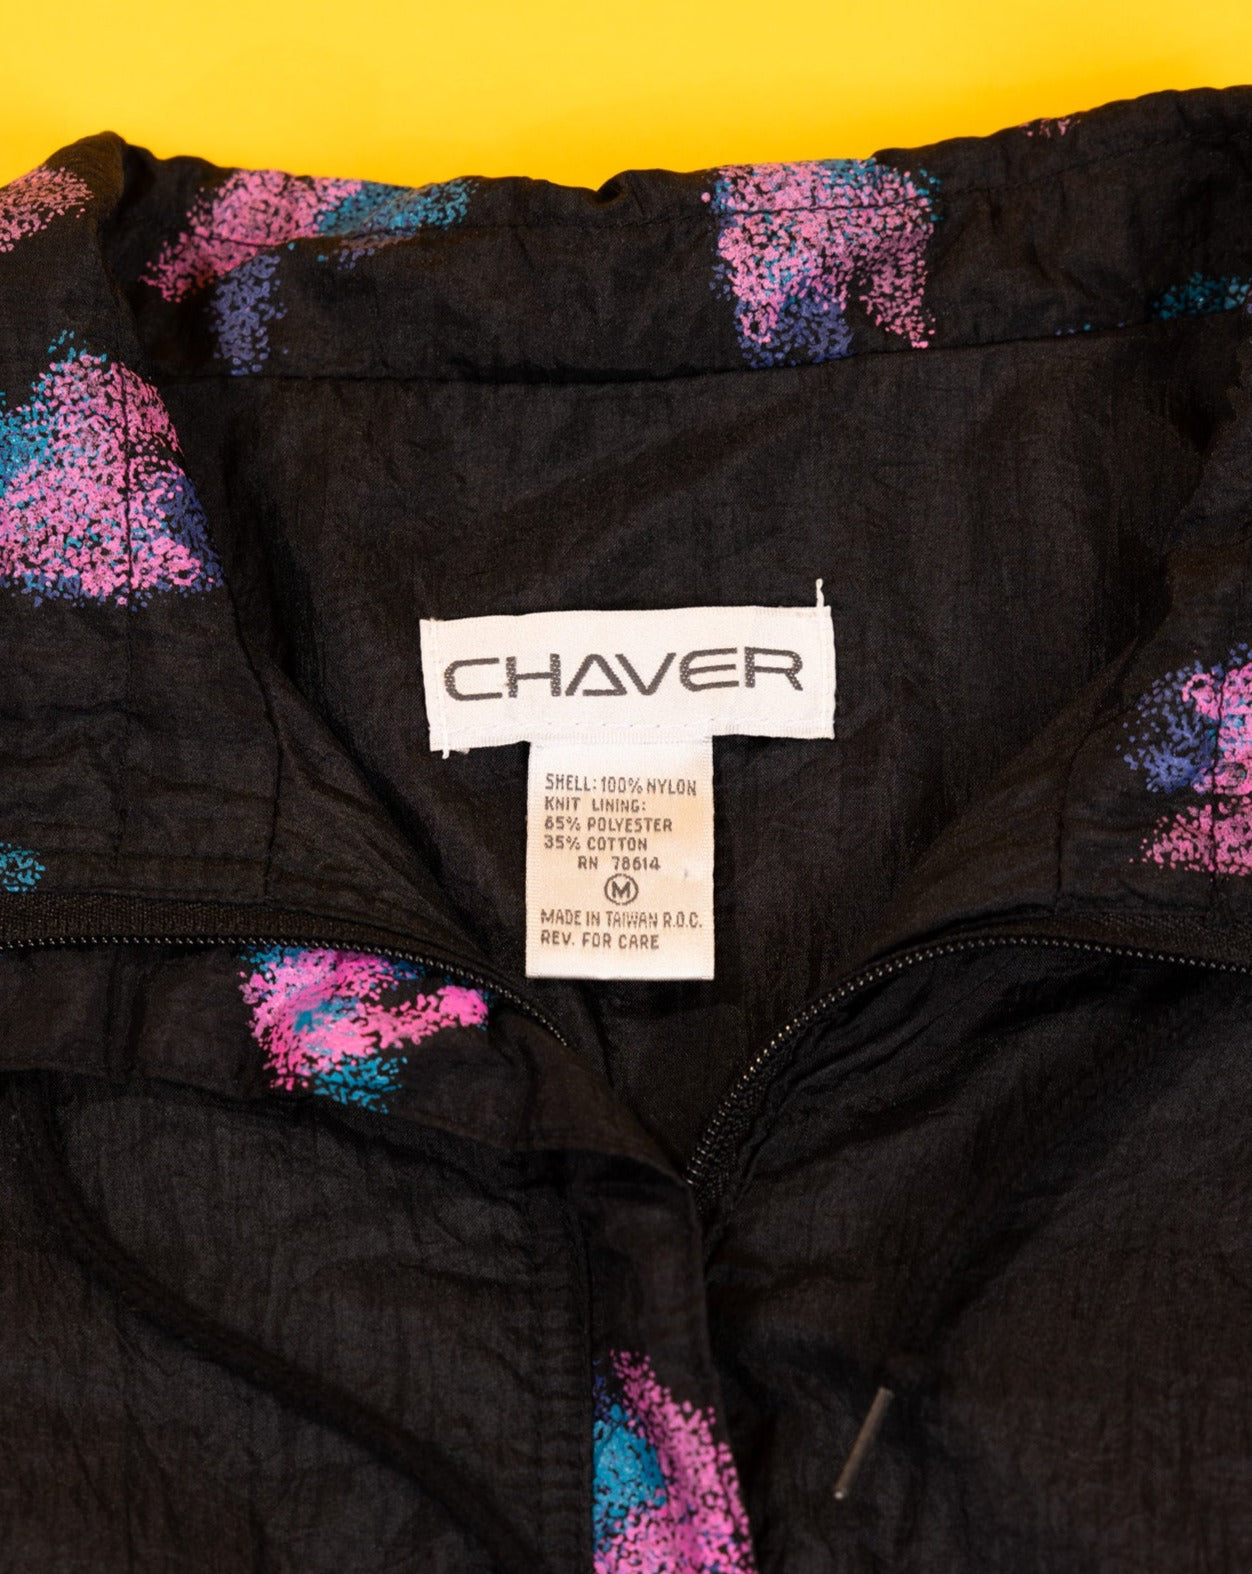 CHAVER
SHELL: 100% NYLON
KNIT LINING:
65% POLYESTER
35% COTTON
RN 78614
M
MADE IN TAIWAN R.O.C.
REV. FOR CARE